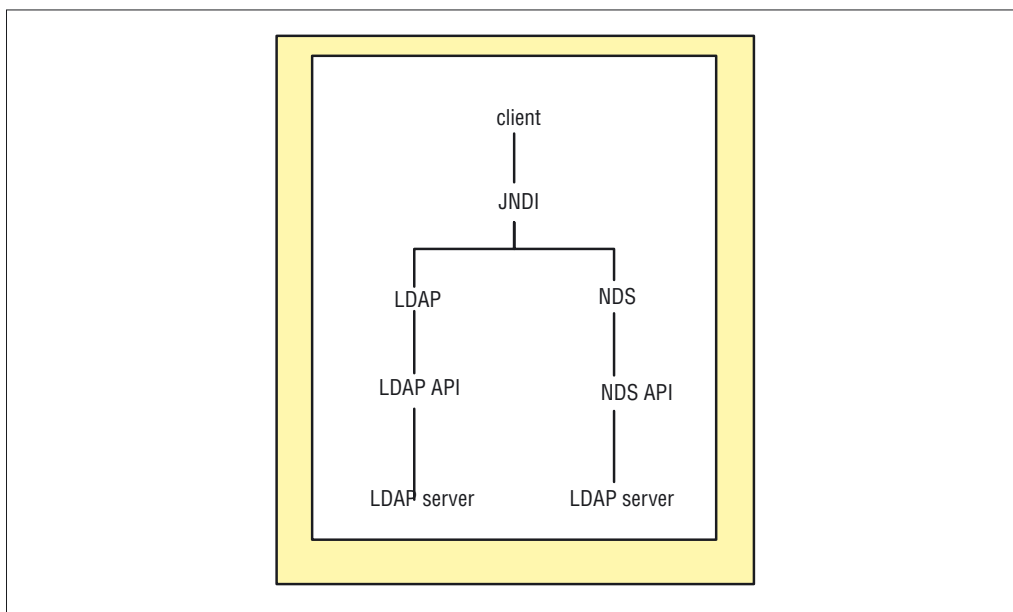 client
JNDI
LDAP
NDS
LDAP API
NDS API
LDAP server
LDAP server